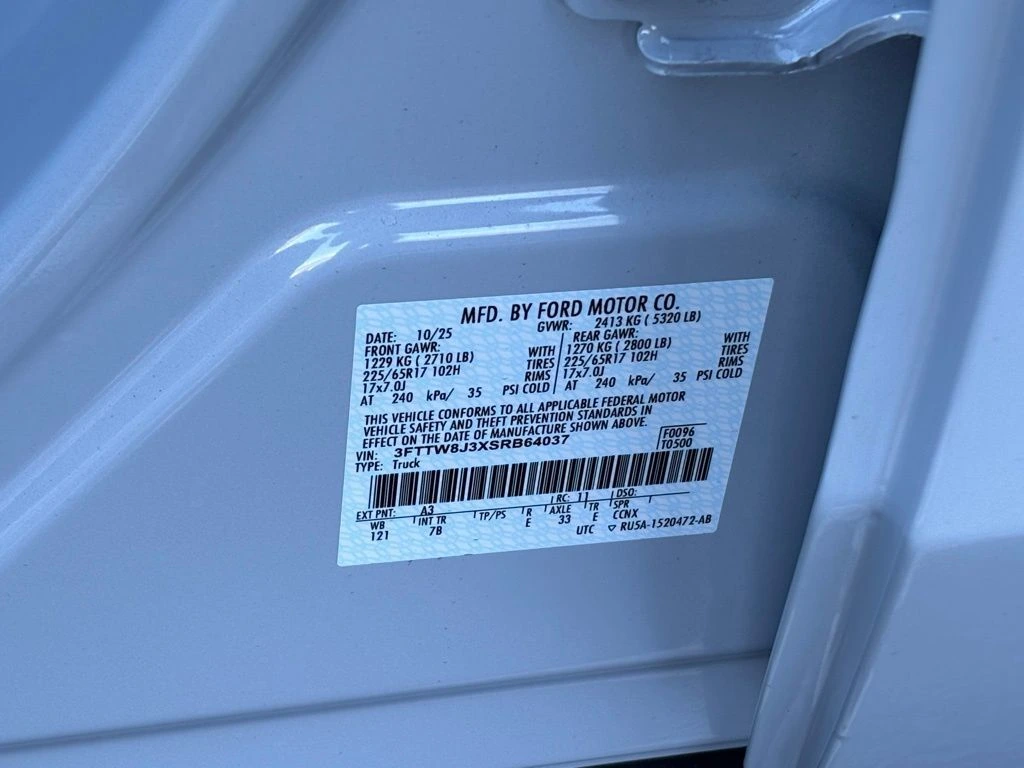 MFD. BY FORD MOTOR CO.
DATE: 10/25 GVWR: 2413 KG ( 5320 LB)
FRONT GAWR: REAR GAWR:
1229 KG ( 2710 LB) WITH 1270 KG ( 2800 LB) WITH
225/65R17 102H TIRES 225/65R17 102H TIRES
17x7.0J RIMS 17x7.0J RIMS
AT 240 kPa/ 35 PSI COLD AT 240 kPa/ 35 PSI COLD
THIS VEHICLE CONFORMS TO ALL APPLICABLE FEDERAL MOTOR
VEHICLE SAFETY AND THEFT PREVENTION STANDARDS IN
EFFECT ON THE DATE OF MANUFACTURE SHOWN ABOVE.
VIN: 3FTTW8J3XSRB64037 F0096
TYPE: Truck T0500
EXT PNT: A3 RC: 11 DSO:
WB INT TR TP/PS R AXLE TR SPR
121 7B E 33 E CCNX
UTC ▽ RU5A-1520472-AB